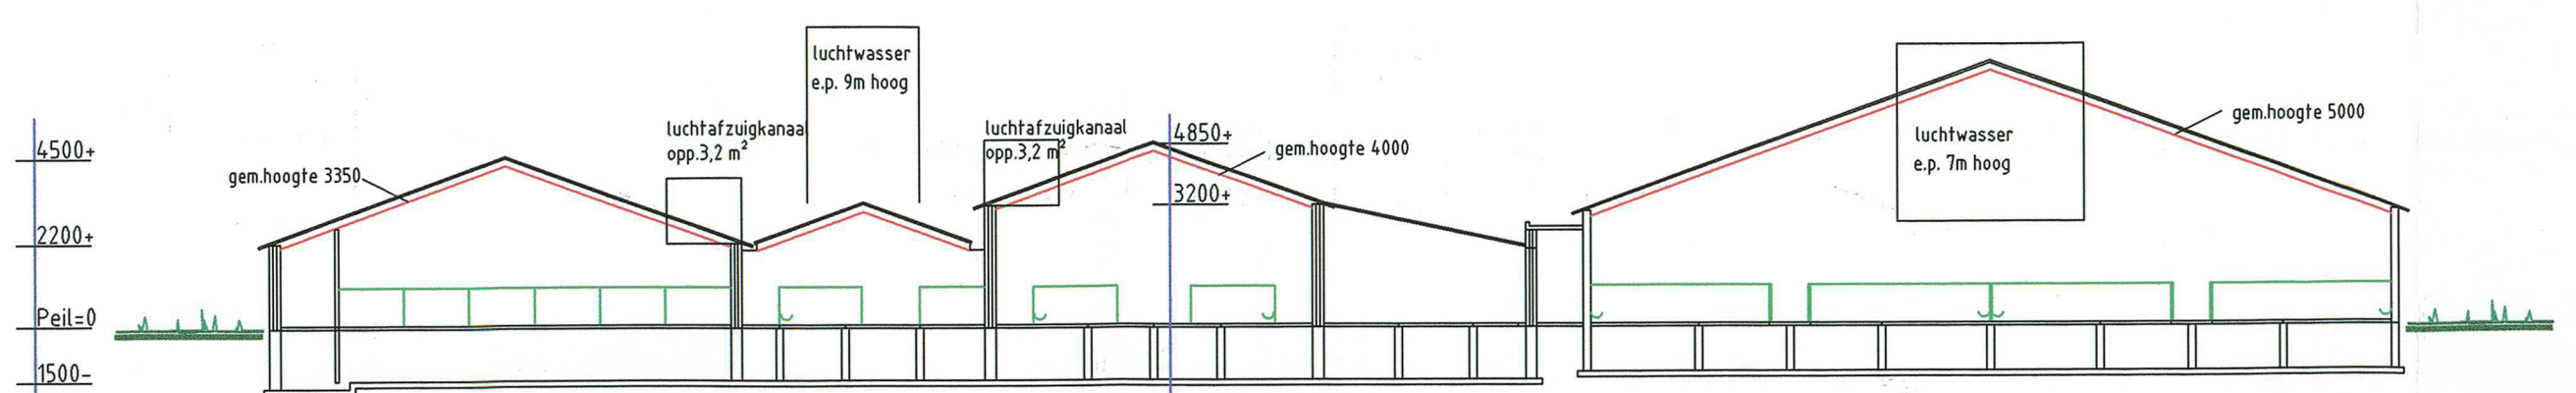 luchtwasser
e.p. 9m hoog
luchtafzuigkanaal
opp.3,2 m²
luchtafzuigkanaal
opp.3,2 m²
4850+
gem.hoogte 4000
3200+
gem.hoogte 5000
luchtwasser
e.p. 7m hoog
4500+
gem.hoogte 3350
2200+
Peil=0
1500-